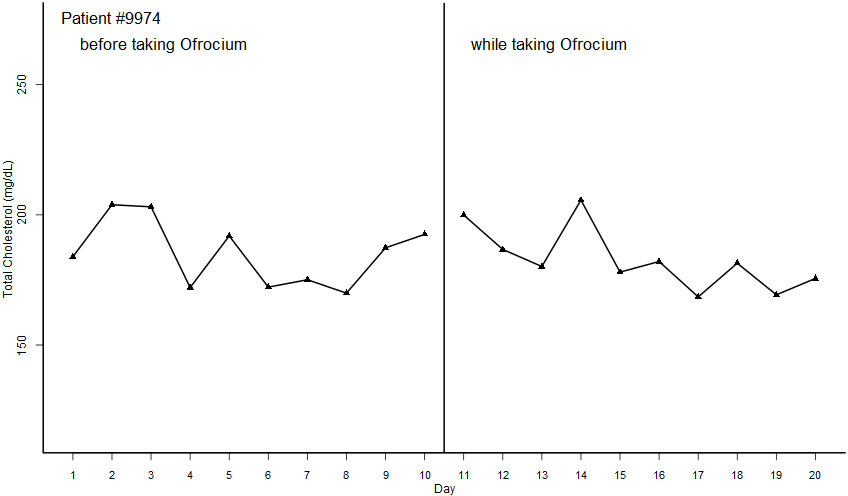 Patient #9974
before taking Ofrocium
while taking Ofrocium
Total Cholesterol (mg/dL)
250
200
150
1 2 3 4 5 6 7 8 9 10 11 12 13 14 15 16 17 18 19 20
Day